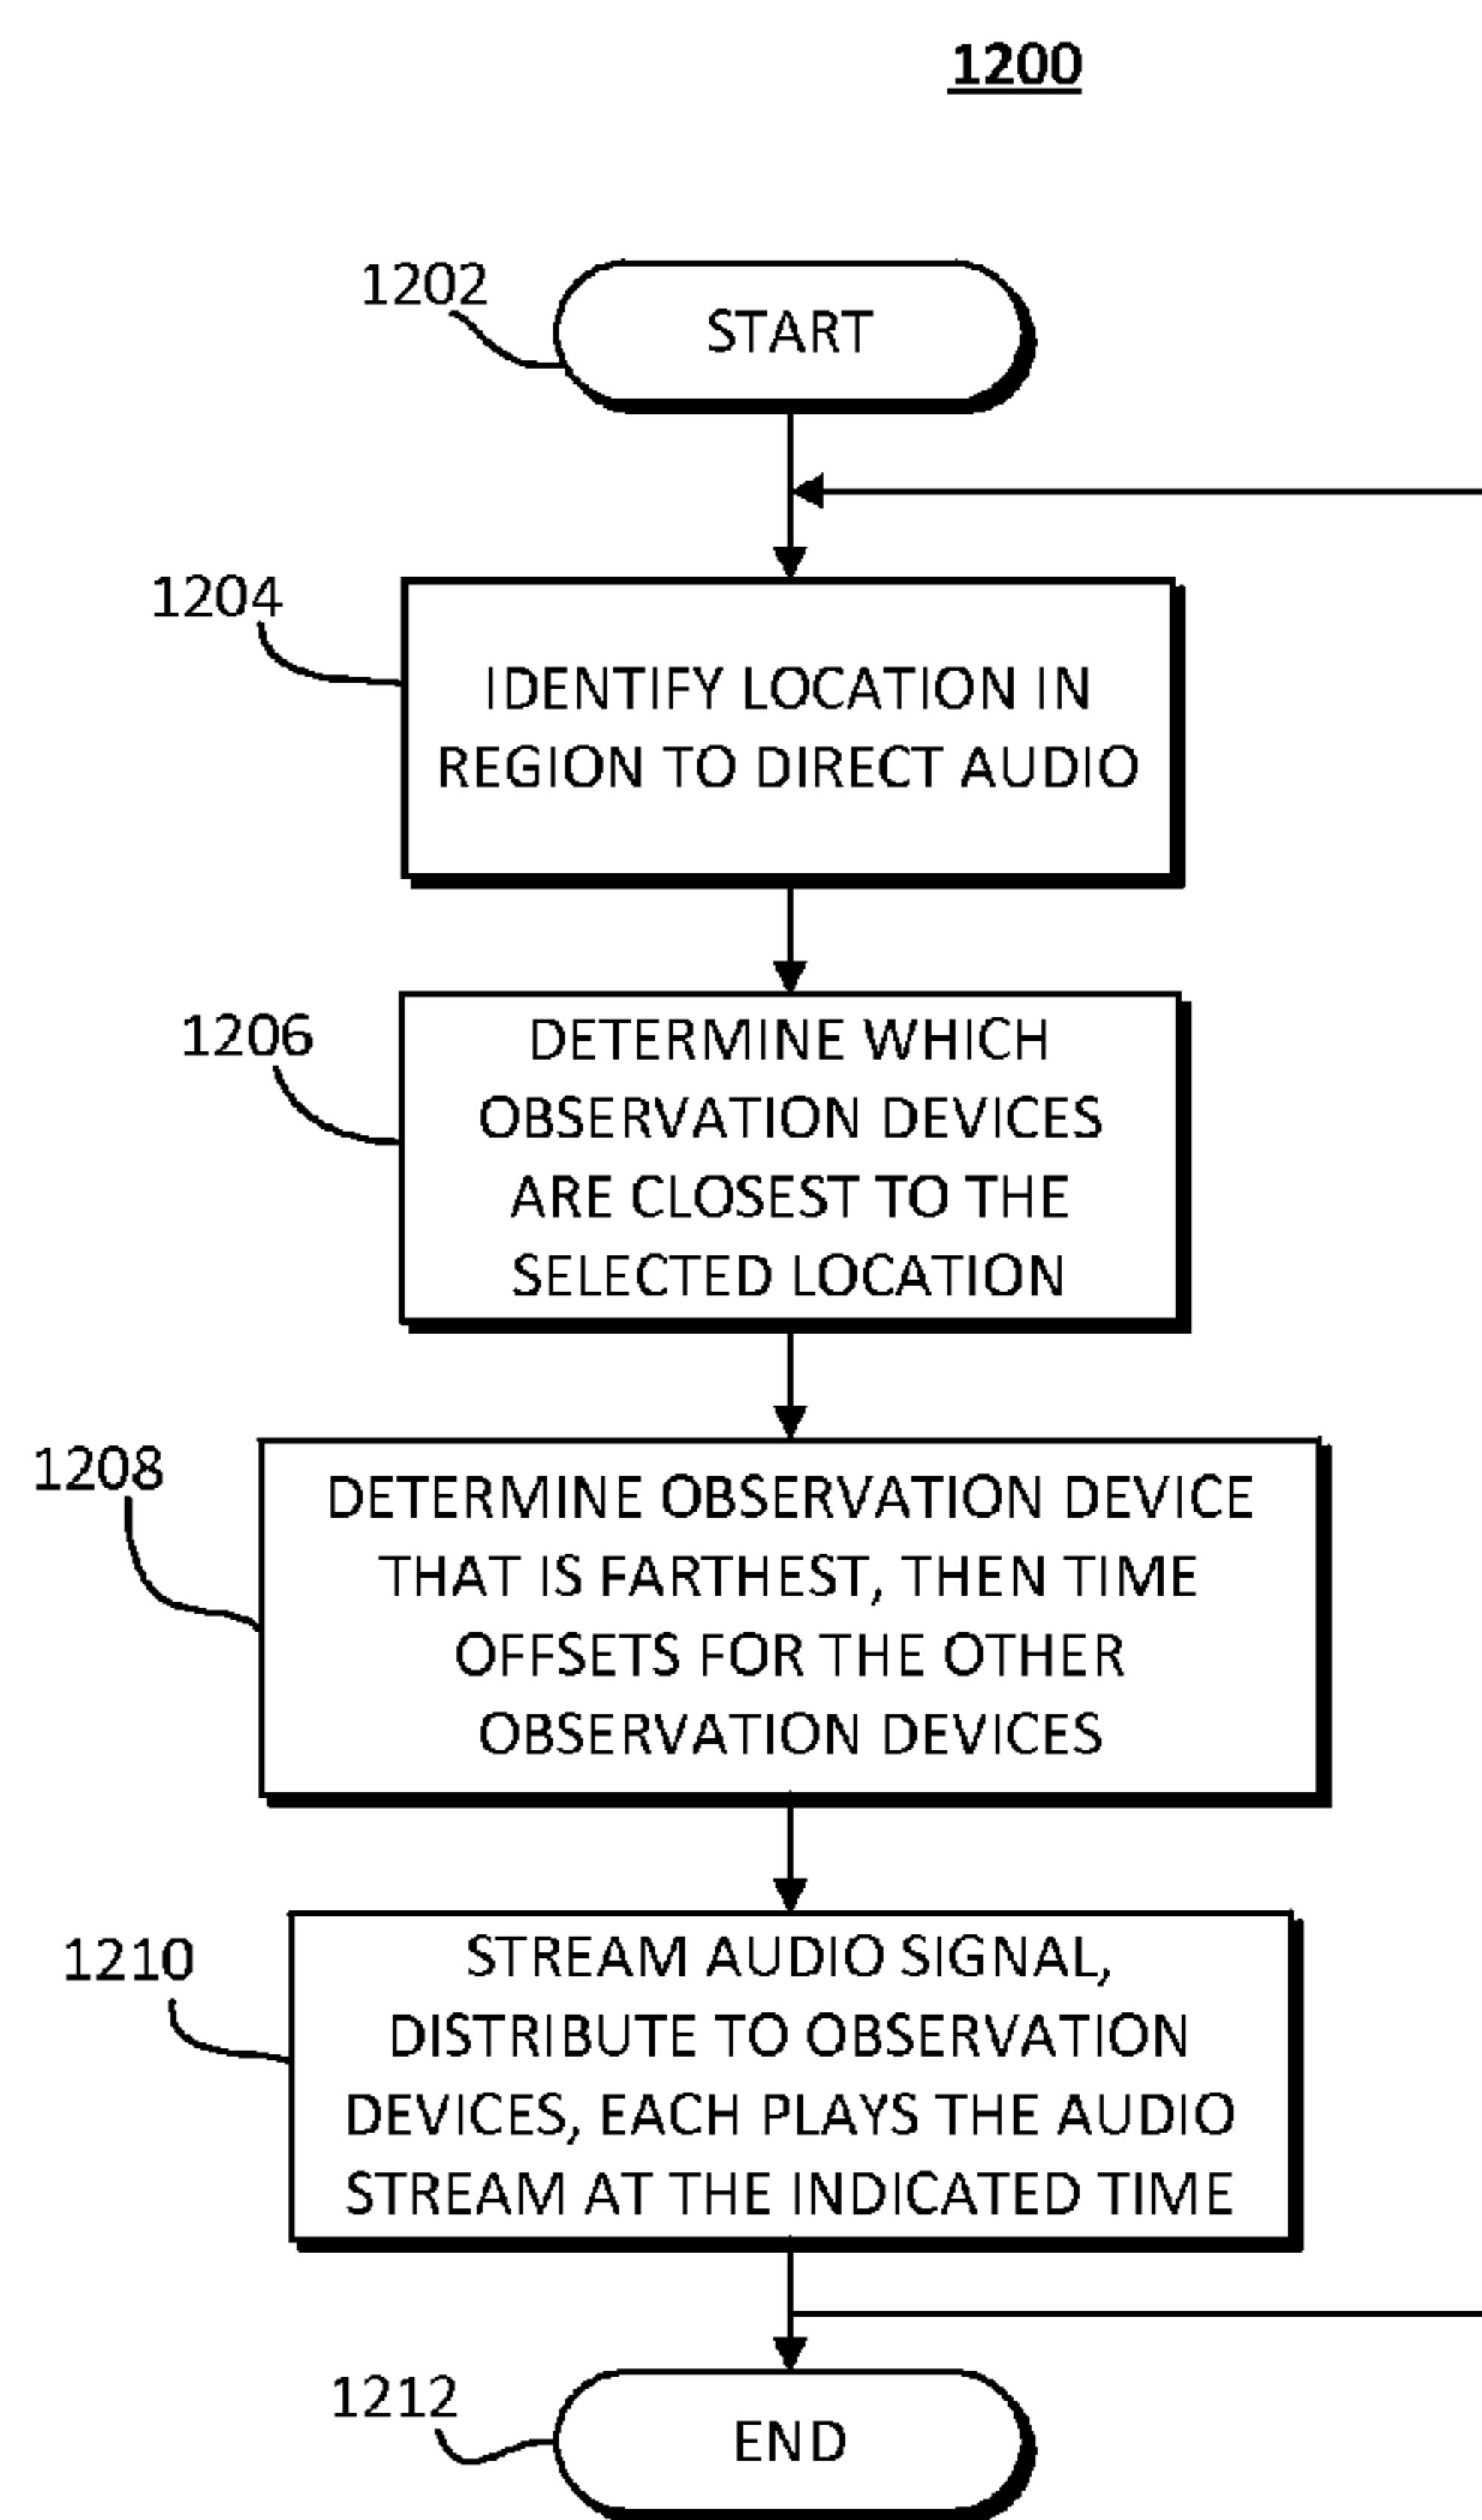 1200
1202
START
1204
IDENTIFY LOCATION IN
REGION TO DIRECT AUDIO
1206
DETERMINE WHICH
OBSERVATION DEVICES
ARE CLOSEST TO THE
SELECTED LOCATION
1208
DETERMINE OBSERVATION DEVICE
THAT IS FARTHEST, THEN TIME
OFFSETS FOR THE OTHER
OBSERVATION DEVICES
1210
STREAM AUDIO SIGNAL,
DISTRIBUTE TO OBSERVATION
DEVICES, EACH PLAYS THE AUDIO
STREAM AT THE INDICATED TIME
1212
END